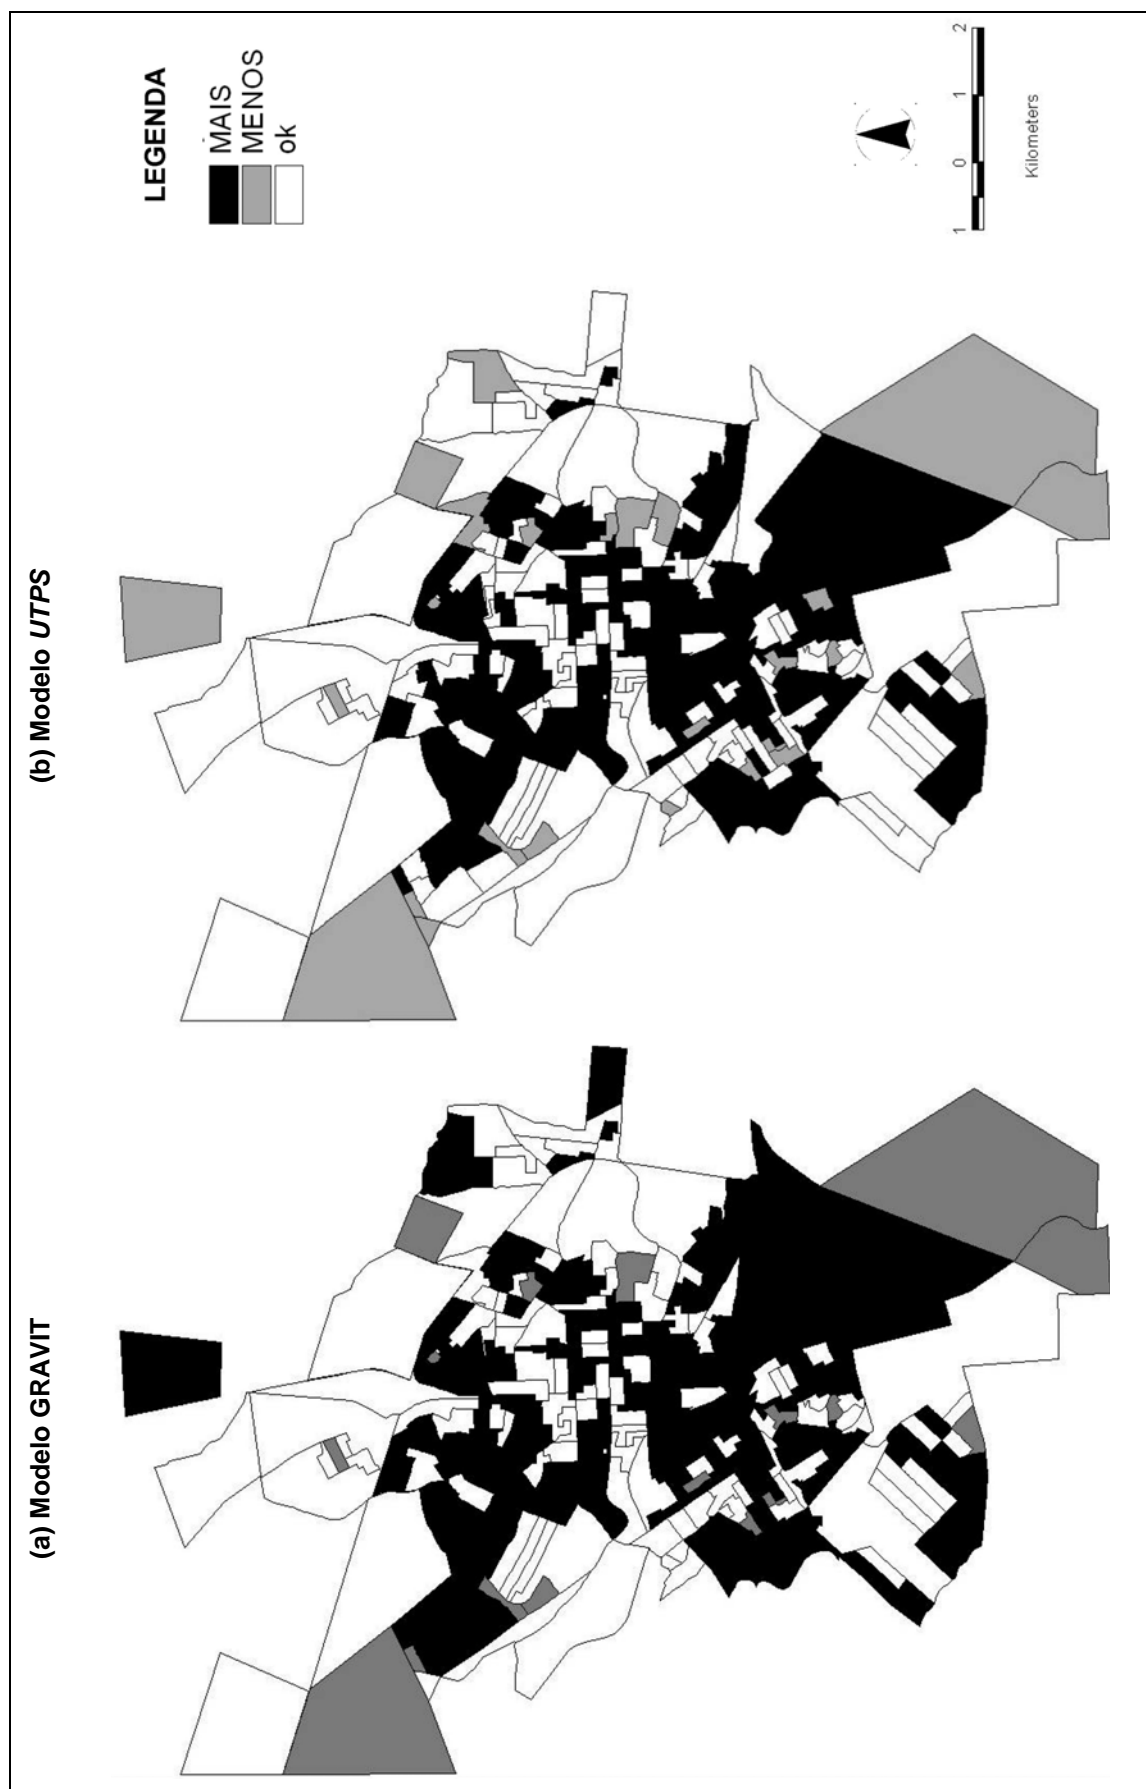 (a) Modelo GRAVIT
(b) Modelo UTPS
LEGENDA
MAIS
MENOS
ok
1 0 1 2
Kilometers